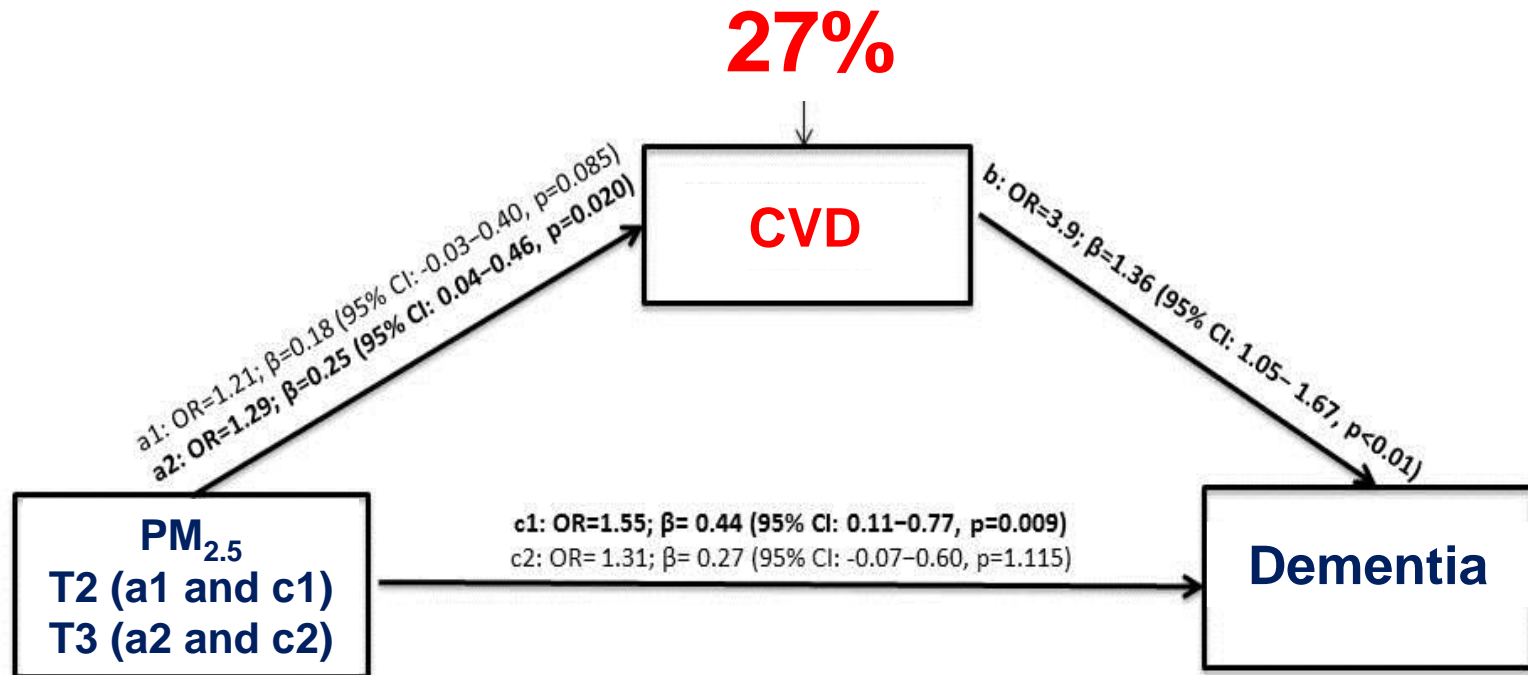 27%
CVD
a1: OR=1.21; β=0.18 (95% CI: -0.03–0.40, p=0.085)
a2: OR=1.29; β=0.25 (95% CI: 0.04–0.46, p=0.020)
b: OR=3.9; β=1.36 (95% CI: 1.05– 1.67, p<0.01)
PM2.5
T2 (a1 and c1)
T3 (a2 and c2)
c1: OR=1.55; β= 0.44 (95% CI: 0.11–0.77, p=0.009)
c2: OR= 1.31; β= 0.27 (95% CI: -0.07–0.60, p=1.115)
Dementia